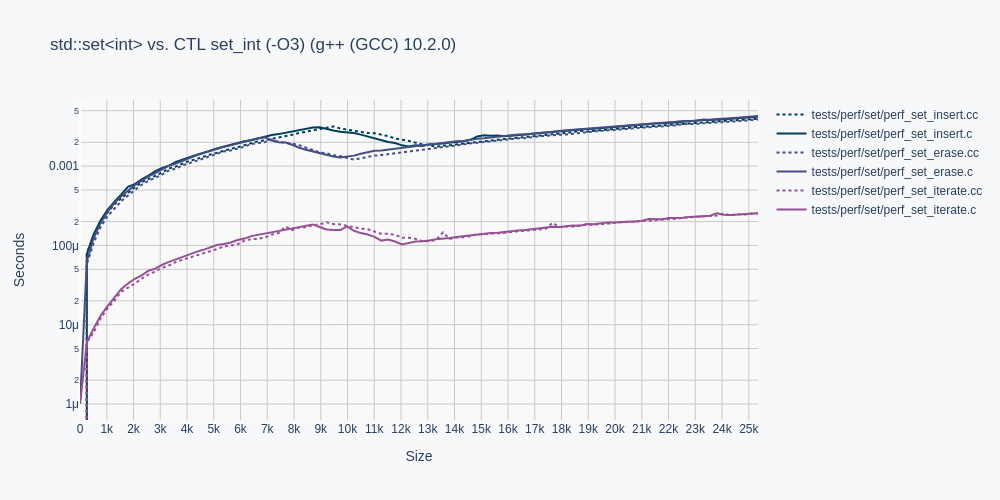 std::set<int> vs. CTL set_int (-O3) (g++ (GCC) 10.2.0)
5
2
0.001
5
2
100μ
5
2
10μ
5
2
1μ
Seconds
0 1k 2k 3k 4k 5k 6k 7k 8k 9k 10k 11k 12k 13k 14k 15k 16k 17k 18k 19k 20k 21k 22k 23k 24k 25k
Size
tests/perf/set/perf_set_insert.cc
tests/perf/set/perf_set_insert.c
tests/perf/set/perf_set_erase.cc
tests/perf/set/perf_set_erase.c
tests/perf/set/perf_set_iterate.cc
tests/perf/set/perf_set_iterate.c